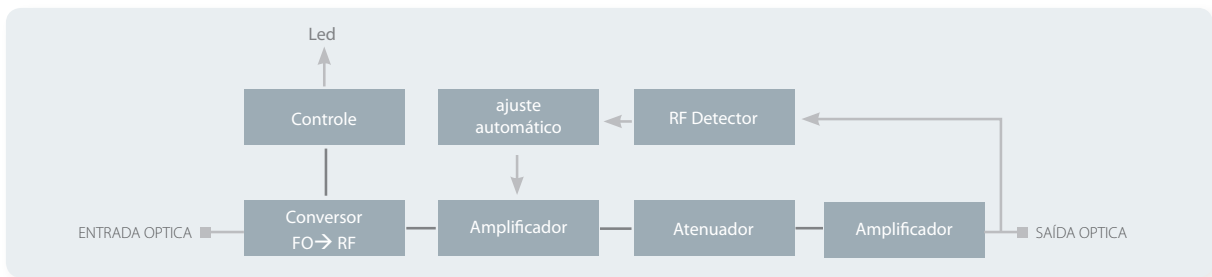 Led
Controle
ajuste
automático
RF Detector
ENTRADA OPTICA
Conversor
FO→ RF
Amplificador
Atenuador
Amplificador
SAÍDA OPTICA